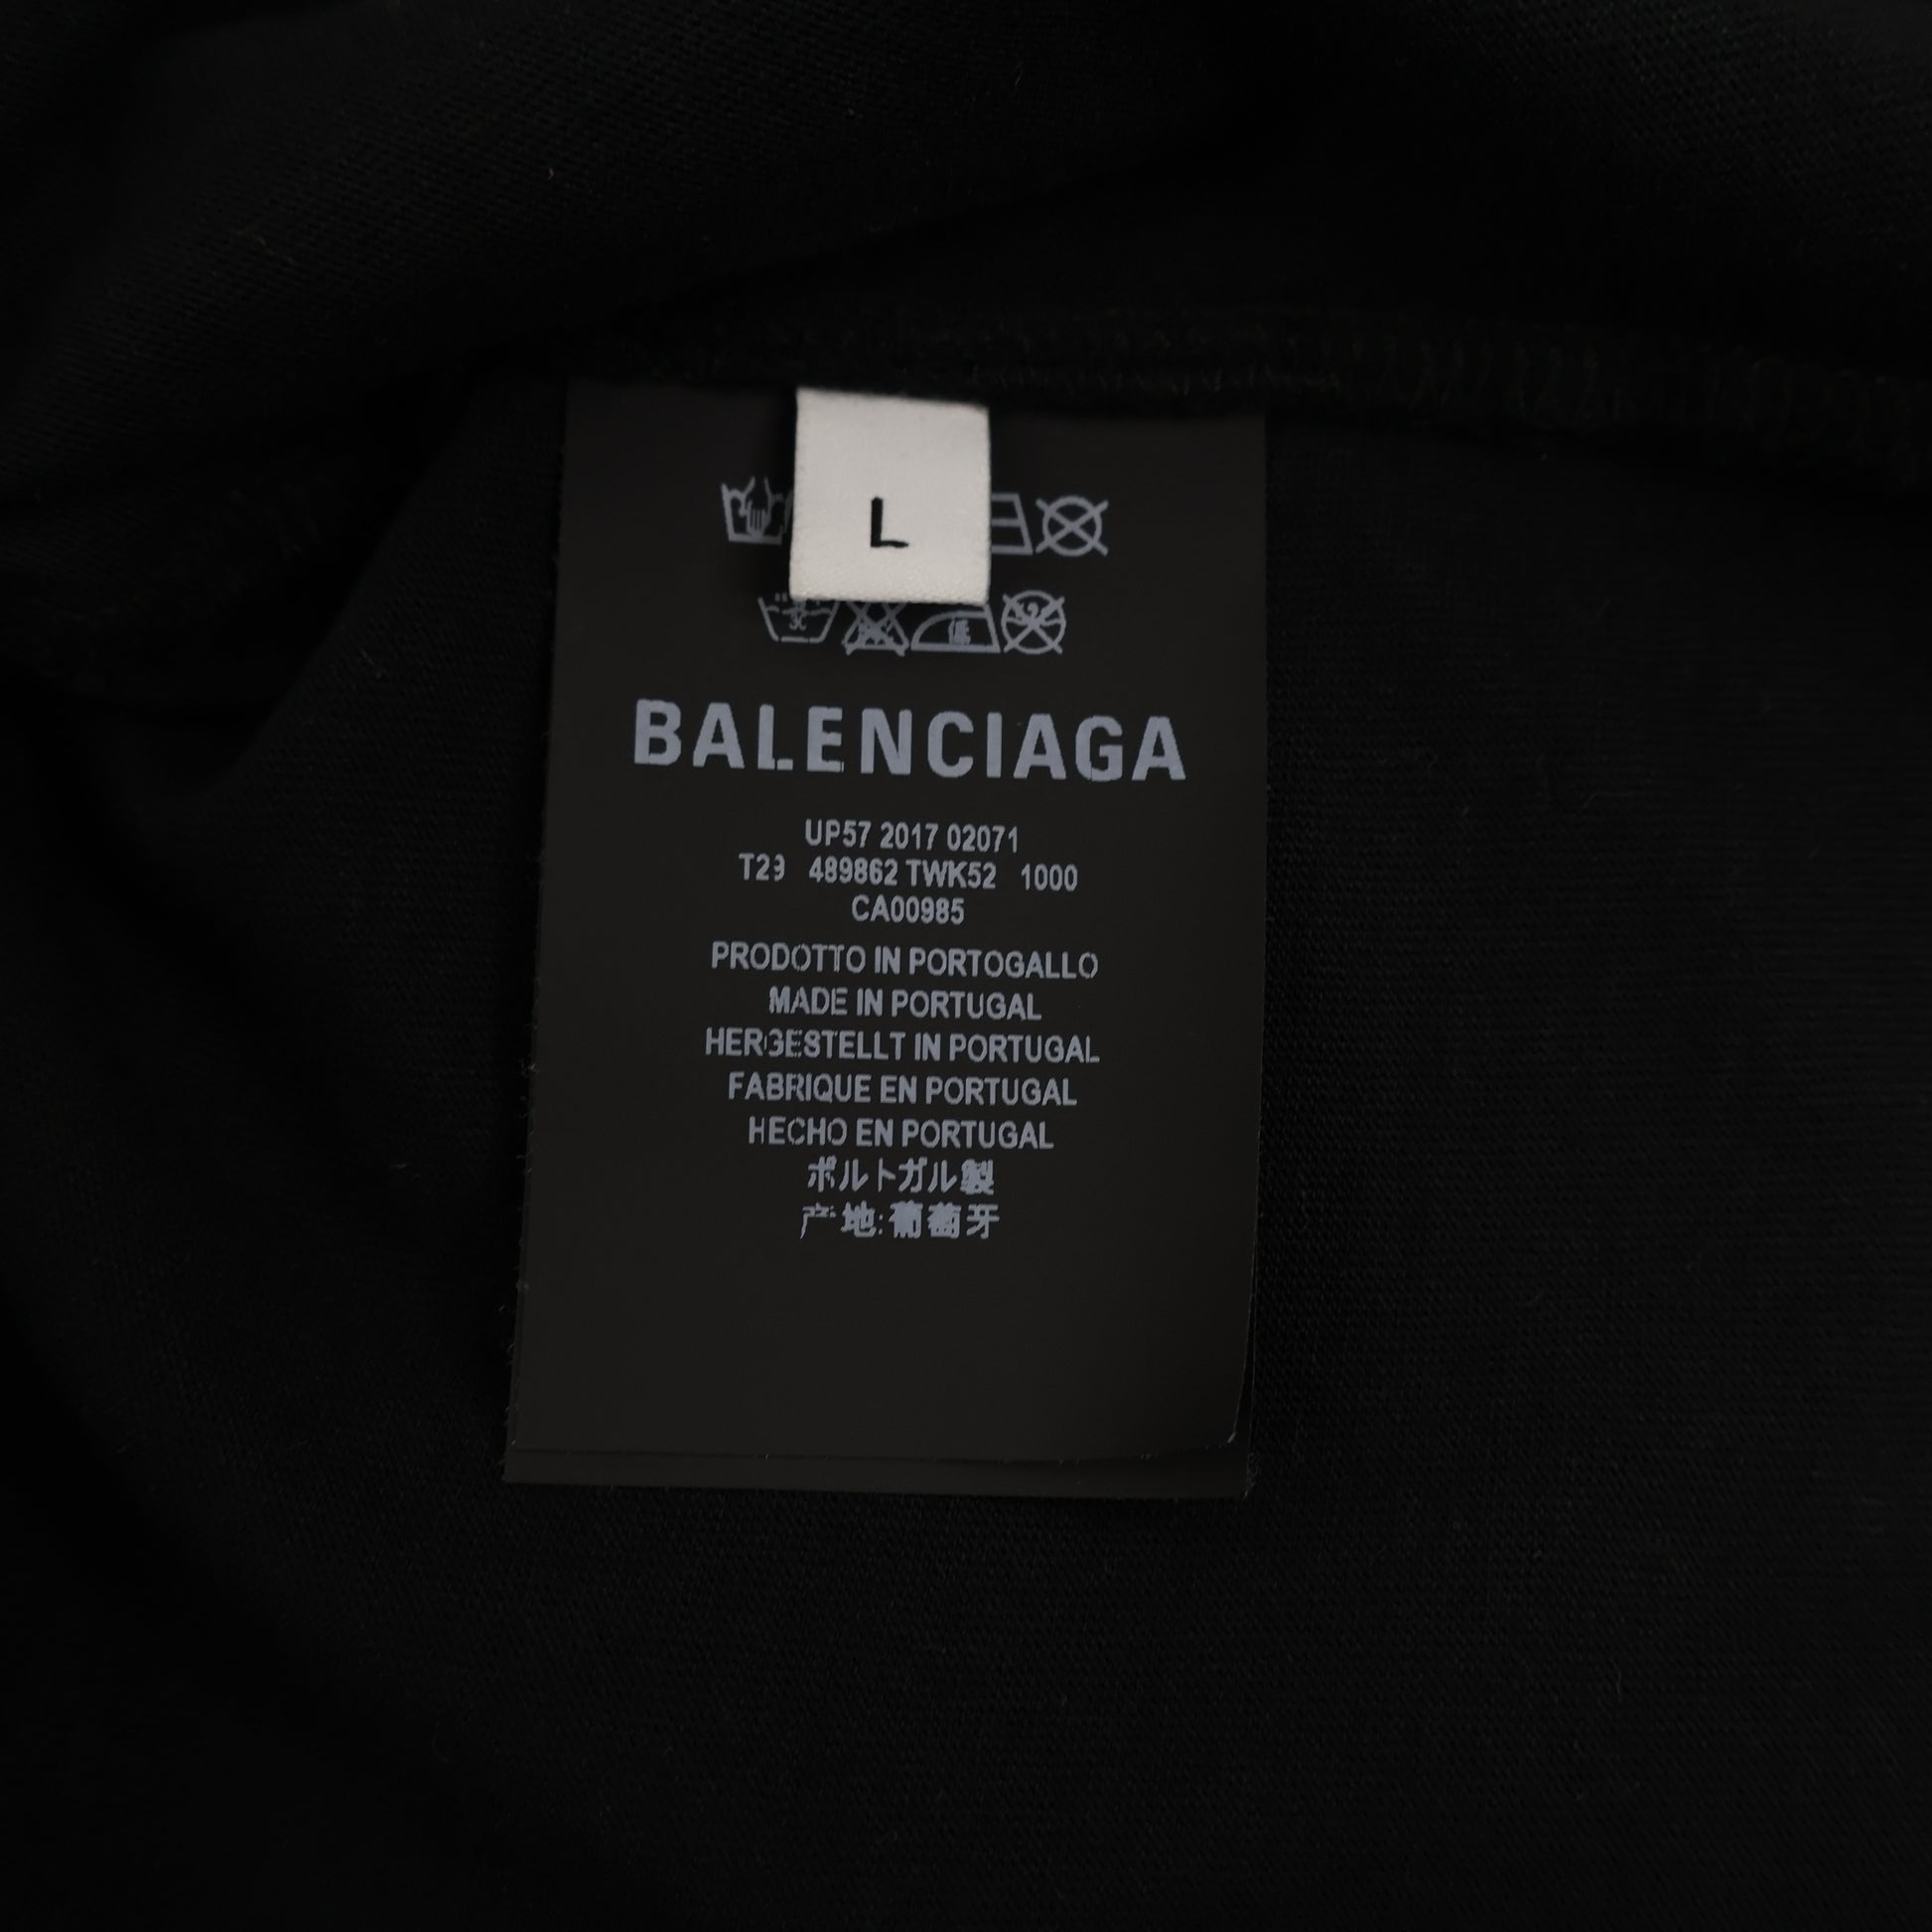 L
BALENCIAGA
UP57 2017 02071
T29 489862 TWK52 1000
CA00985
PRODOTTO IN PORTOGALLO
MADE IN PORTUGAL
HERGESTELLT IN PORTUGAL
FABRIQUE EN PORTUGAL
HECHO EN PORTUGAL
ポルトガル製
产地:葡萄牙